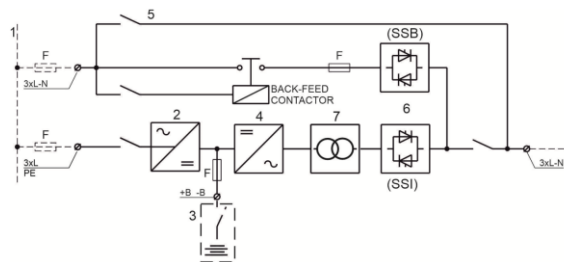 5
1
(SSB)
F
F
3xL-N
BACK-FEED
CONTACTOR
2
4
7
6
F
3xL
PE
F
(SSI)
3xL-N
+B -B
3